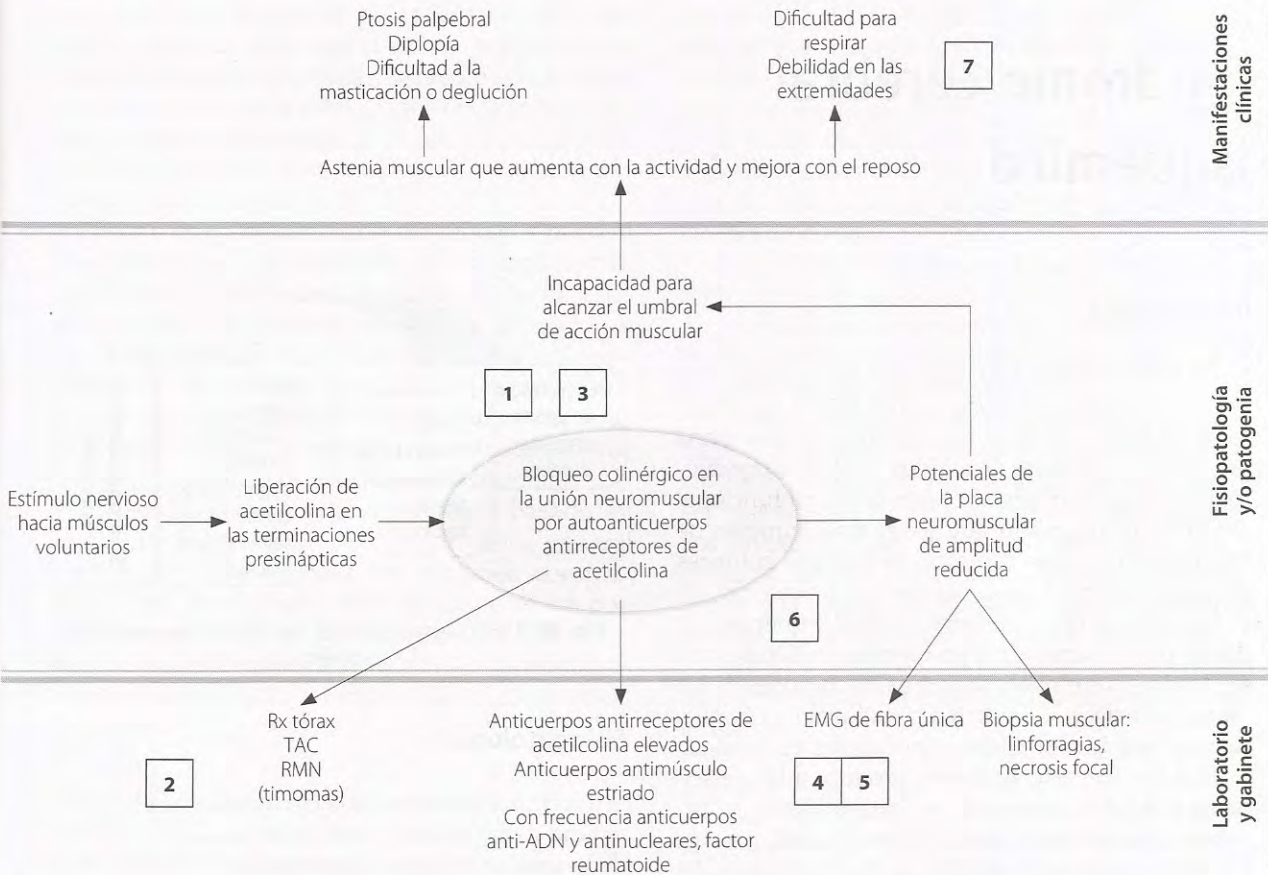 Ptosis palpebral
Diplopía
Dificultad a la
masticación o deglución
Dificultad para
respirar
Debilidad en las
extremidades
7
Manifestaciones
clínicas
Astenia muscular que aumenta con la actividad y mejora con el reposo
Incapacidad para
alcanzar el umbral
de acción muscular
1
3
Estímulo nervioso
hacia músculos
voluntarios
Liberación de
acetilcolina en
las terminaciones
presinápticas
Bloqueo colinérgico en
la unión neuromuscular
por autoanticuerpos
antirreceptores de
acetilcolina
Potenciales de
la placa
neuromuscular
de amplitud
reducida
Fisiopatología
y/o patogenia
6
Rx tórax
TAC
RMN
(timomas)
2
Anticuerpos antirreceptores de
acetilcolina elevados
Anticuerpos antimúsculo
estriado
Con frecuencia anticuerpos
anti-ADN y antinucleares, factor
reumatoide
EMG de fibra única
4 5
Biopsia muscular:
linforragias,
necrosis focal
Laboratorio
y gabinete